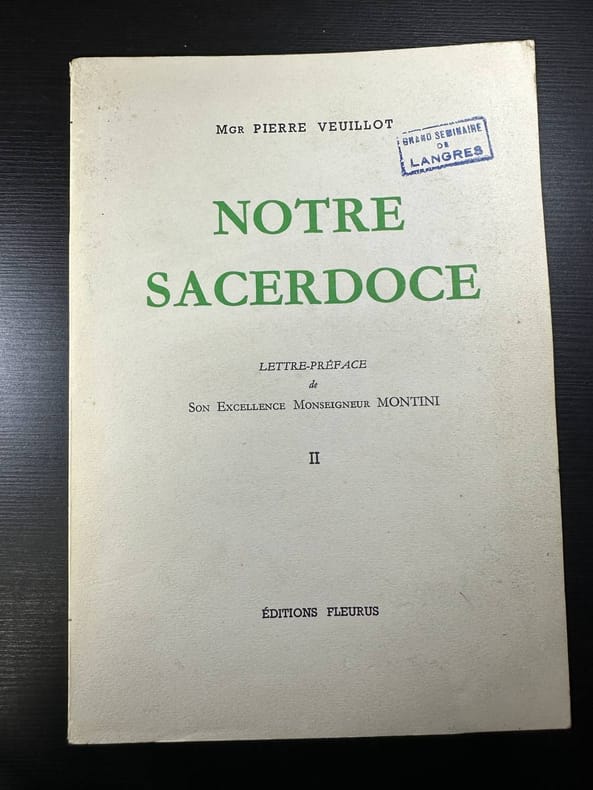 MGR PIERRE VEUILLOT
GRAND SEMINAIRE
DE
LANGRES
NOTRE
SACERDOCE
LETTRE-PRÉFACE
de
SON EXCELLENCE MONSEIGNEUR MONTINI
II
ÉDITIONS FLEURUS